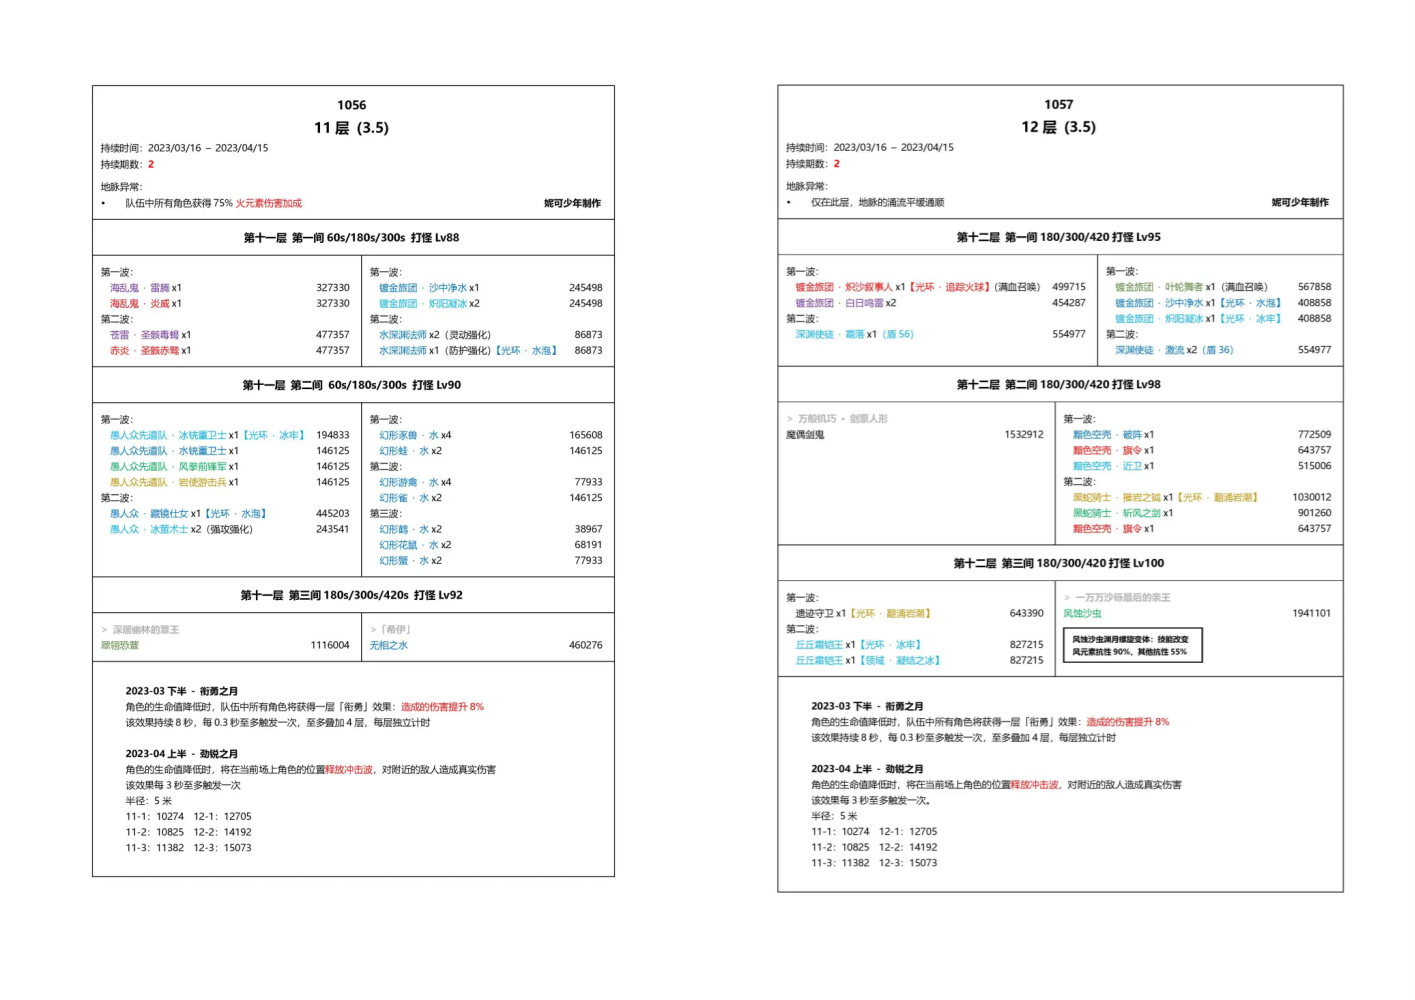 1056
11 层 (3.5)
持续时间：2023/03/16 – 2023/04/15
持续期数：2
地脉异常：
• 队伍中所有角色获得 75% 火元素伤害加成
妮可少年制作
第十一层 第一间 60s/180s/300s 打怪 Lv88
第一波：
海乱鬼 · 雷腾 x1 327330
海乱鬼 · 炎威 x1 327330
第二波：
苍雷 · 圣骸毒蝎 x1 477357
赤炎 · 圣骸赤鹫 x1 477357
第一波：
镀金旅团 · 沙中净水 x1 245498
镀金旅团 · 炽阳凝冰 x2 245498
第二波：
水深渊法师 x2（灵动强化） 86873
水深渊法师 x1（防护强化）【光环 · 水泡】 86873
第十一层 第二间 60s/180s/300s 打怪 Lv90
第一波：
愚人众先遣队 · 冰铳重卫士 x1【光环 · 冰牢】 194833
愚人众先遣队 · 水铳重卫士 x1 146125
愚人众先遣队 · 风拳前锋军 x1 146125
愚人众先遣队 · 岩使游击兵 x1 146125
第二波：
愚人众 · 藏镜仕女 x1【光环 · 水泡】 445203
愚人众 · 冰萤术士 x2（强攻强化） 243541
第一波：
幻形豕兽 · 水 x4 165608
幻形蛙 · 水 x2 146125
第二波：
幻形游禽 · 水 x4 77933
幻形雀 · 水 x2 146125
第三波：
幻形鹤 · 水 x2 38967
幻形花鼠 · 水 x2 68191
幻形蟹 · 水 x2 77933
第十一层 第三间 180s/300s/420s 打怪 Lv92
> 深居幽林的覃王
翠翎恐蕈 1116004
>「希伊」
无相之水 460276
2023-03 下半 - 衔勇之月
角色的生命值降低时，队伍中所有角色将获得一层「衔勇」效果：造成的伤害提升 8%
该效果持续 8 秒，每 0.3 秒至多触发一次，至多叠加 4 层，每层独立计时
2023-04 上半 - 劲锐之月
角色的生命值降低时，将在当前场上角色的位置释放冲击波，对附近的敌人造成真实伤害
该效果每 3 秒至多触发一次
半径：5 米
11-1：10274 12-1：12705
11-2：10825 12-2：14192
11-3：11382 12-3：15073
1057
12 层 (3.5)
持续时间：2023/03/16 – 2023/04/15
持续期数：2
地脉异常：
• 仅在此层，地脉的涌流平缓通顺
妮可少年制作
第十二层 第一间 180/300/420 打怪 Lv95
第一波：
镀金旅团 · 炽沙叙事人 x1【光环 · 追踪火球】（满血召唤） 499715
镀金旅团 · 白日鸣雷 x2 454287
第二波：
深渊使徒 · 霜落 x1（盾 56） 554977
第一波：
镀金旅团 · 叶轮舞者 x1（满血召唤） 567858
镀金旅团 · 沙中净水 x1【光环 · 水泡】 408858
镀金旅团 · 炽阳凝冰 x1【光环 · 冰牢】 408858
第二波：
深渊使徒 · 激流 x2（盾 36） 554977
第十二层 第二间 180/300/420 打怪 Lv98
> 万般机巧 · 剑豪人形
魔偶剑鬼 1532912
第一波：
黯色空壳 · 破阵 x1 772509
黯色空壳 · 旗令 x1 643757
黯色空壳 · 近卫 x1 515006
第二波：
黑蛇骑士 · 摧岩之钺 x1【光环 · 翻涌岩潮】 1030012
黑蛇骑士 · 斩风之剑 x1 901260
黯色空壳 · 旗令 x1 643757
第十二层 第三间 180/300/420 打怪 Lv100
第一波：
遗迹守卫 x1【光环 · 翻涌岩潮】 643390
第二波：
丘丘霜铠王 x1【光环 · 冰牢】 827215
丘丘霜铠王 x1【领域 · 凝结之冰】 827215
> 一万万沙砾最后的亲王
风蚀沙虫 1941101
风蚀沙虫渊月螺旋变体：技能改变
风元素抗性 90%，其他抗性 55%
2023-03 下半 - 衔勇之月
角色的生命值降低时，队伍中所有角色将获得一层「衔勇」效果：造成的伤害提升 8%
该效果持续 8 秒，每 0.3 秒至多触发一次，至多叠加 4 层，每层独立计时
2023-04 上半 - 劲锐之月
角色的生命值降低时，将在当前场上角色的位置释放冲击波，对附近的敌人造成真实伤害
该效果每 3 秒至多触发一次。
半径：5 米
11-1：10274 12-1：12705
11-2：10825 12-2：14192
11-3：11382 12-3：15073